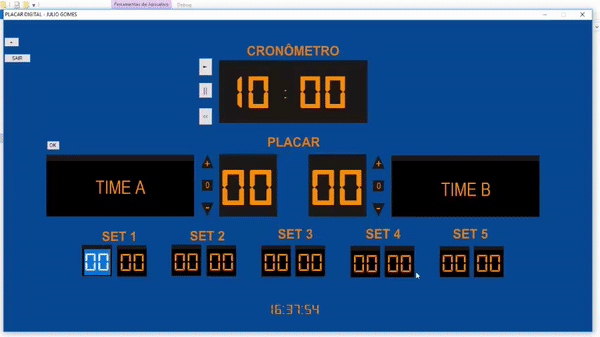 Ferramentas de Aplicativo
Debug
PLACAR DIGITAL - JULIO GOMES
+
SAIR
CRONÔMETRO
||
<<
10 : 00
PLACAR
OK
TIME A
+
0
-
00
00
+
0
-
TIME B
SET 1
SET 2
SET 3
SET 4
SET 5
00 00
00 00
00 00
00 00
00 00
16:37:54